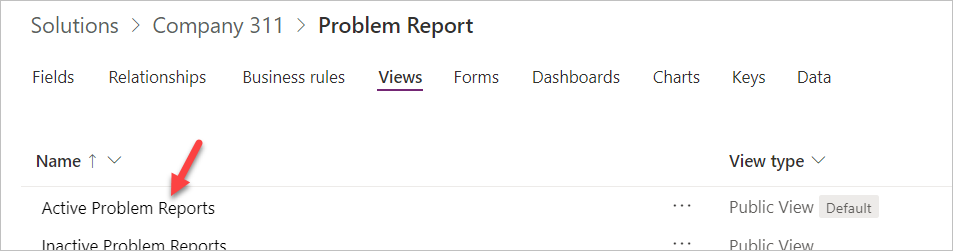 Solutions > Company 311 > Problem Report
Fields Relationships Business rules Views Forms Dashboards Charts Keys Data
Name ↑ View type
Active Problem Reports ... Public View Default
Inactive Problem Reports ... Public View